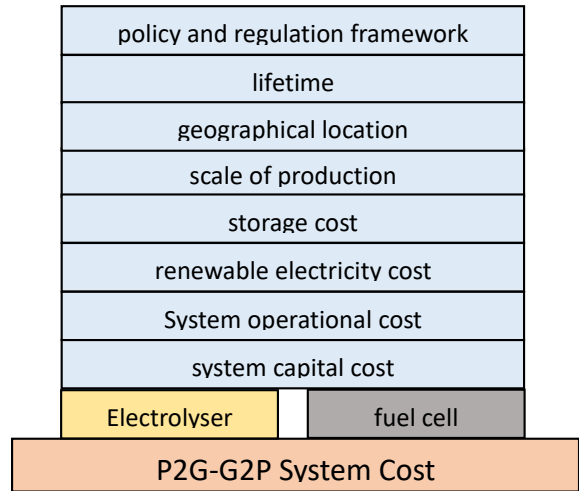 policy and regulation framework
lifetime
geographical location
scale of production
storage cost
renewable electricity cost
System operational cost
system capital cost
Electrolyser
fuel cell
P2G-G2P System Cost